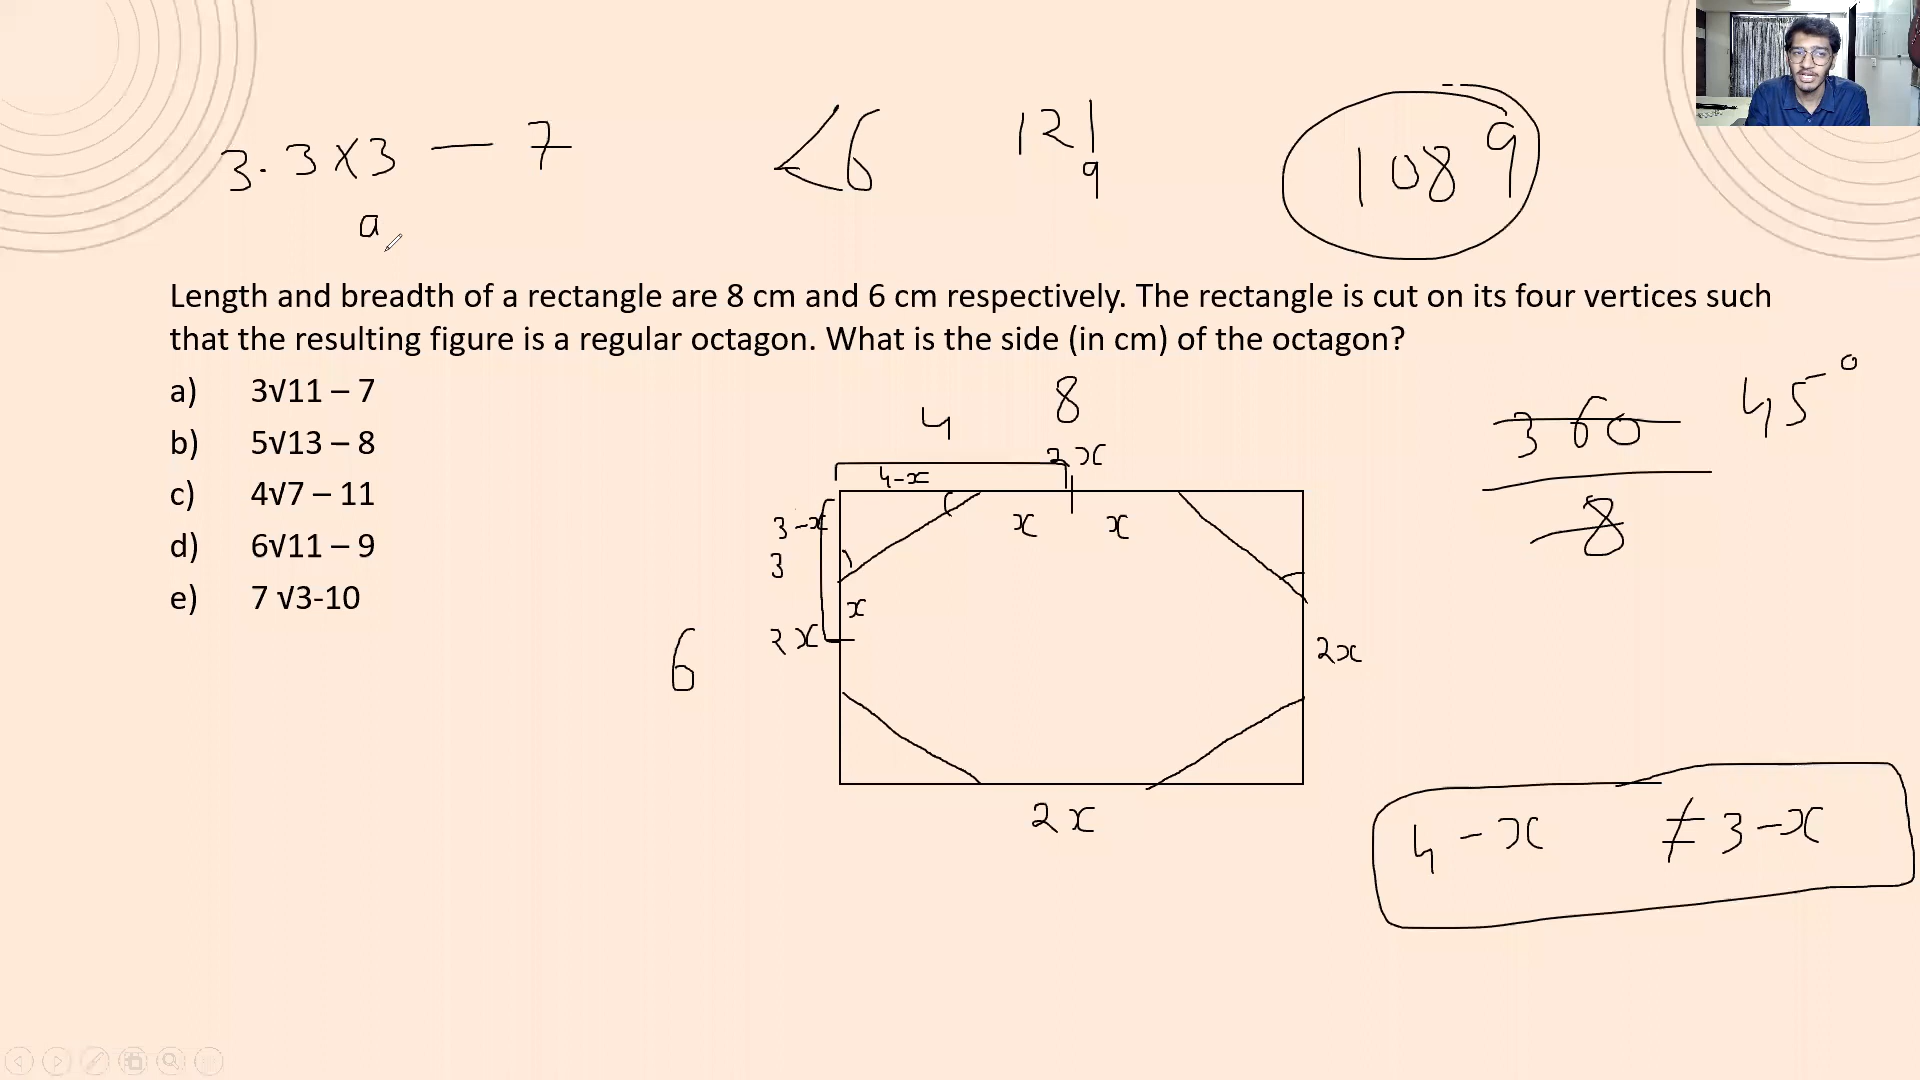 3.3×3 — 7 <6 121 1089
9
a
Length and breadth of a rectangle are 8 cm and 6 cm respectively. The rectangle is cut on its four vertices such
that the resulting figure is a regular octagon. What is the side (in cm) of the octagon?
a) 3√11 – 7
b) 5√13 – 8
c) 4√7 – 11
d) 6√11 – 9
e) 7 √3-10
4 8
2x
4-x
3-x x x
3
x
2x
6
2x
2x
360 45°
8
4-x ≠ 3-x